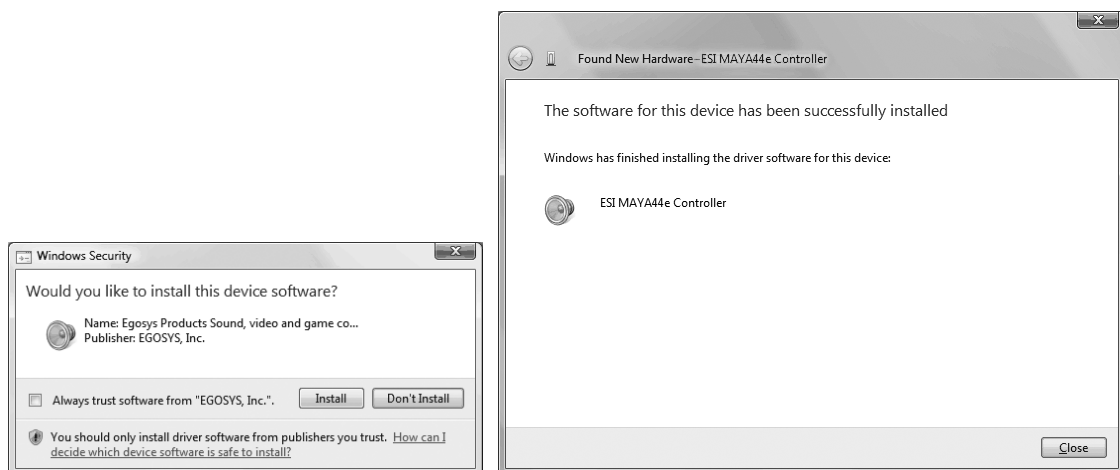 Windows Security
Would you like to install this device software?
Name: Egosys Products Sound, video and game co...
Publisher: EGOSYS, Inc.
Always trust software from "EGOSYS, Inc.".
Install
Don't Install
You should only install driver software from publishers you trust. How can I
decide which device software is safe to install?
Found New Hardware-ESI MAYA44e Controller
The software for this device has been successfully installed
Windows has finished installing the driver software for this device:
ESI MAYA44e Controller
Close